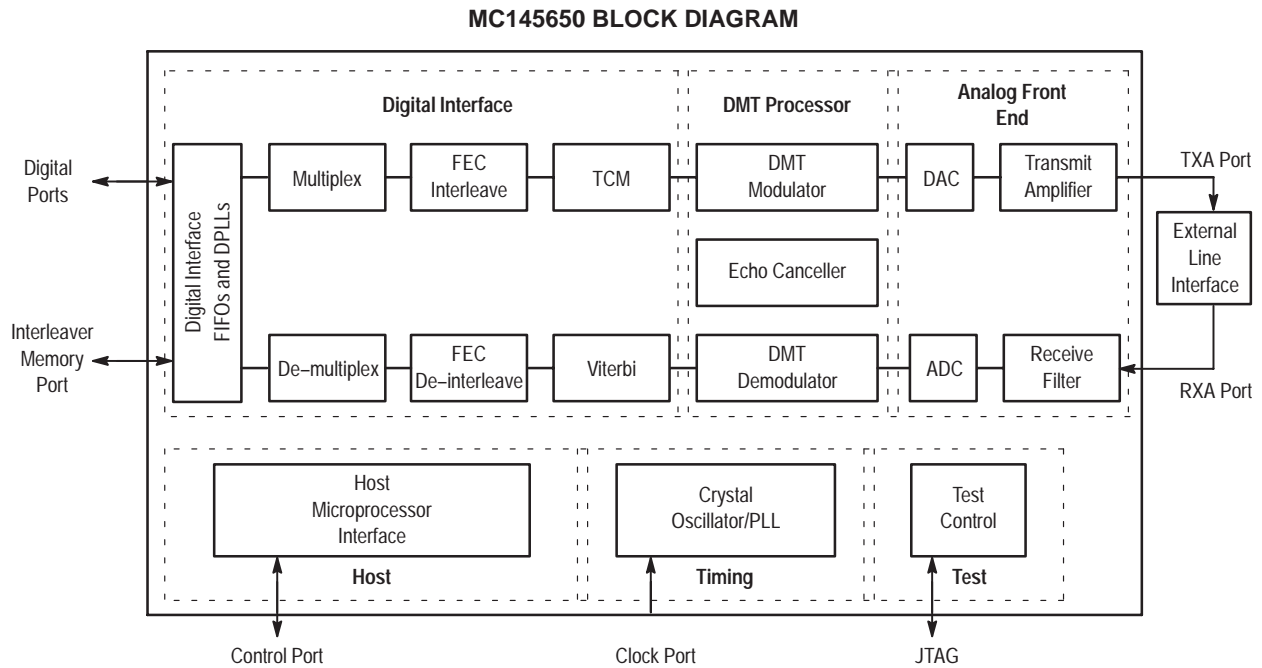 MC145650 BLOCK DIAGRAM
Digital Interface
DMT Processor
Analog Front
End
Digital
Ports
Digital Interface
FIFOs and DPLLs
Multiplex
FEC
Interleave
TCM
DMT
Modulator
DAC
Transmit
Amplifier
TXA Port
Echo Canceller
External
Line
Interface
Interleaver
Memory
Port
De–multiplex
FEC
De–interleave
Viterbi
DMT
Demodulator
ADC
Receive
Filter
RXA Port
Host
Microprocessor
Interface
Host
Crystal
Oscillator/PLL
Timing
Test
Control
Test
Control Port
Clock Port
JTAG